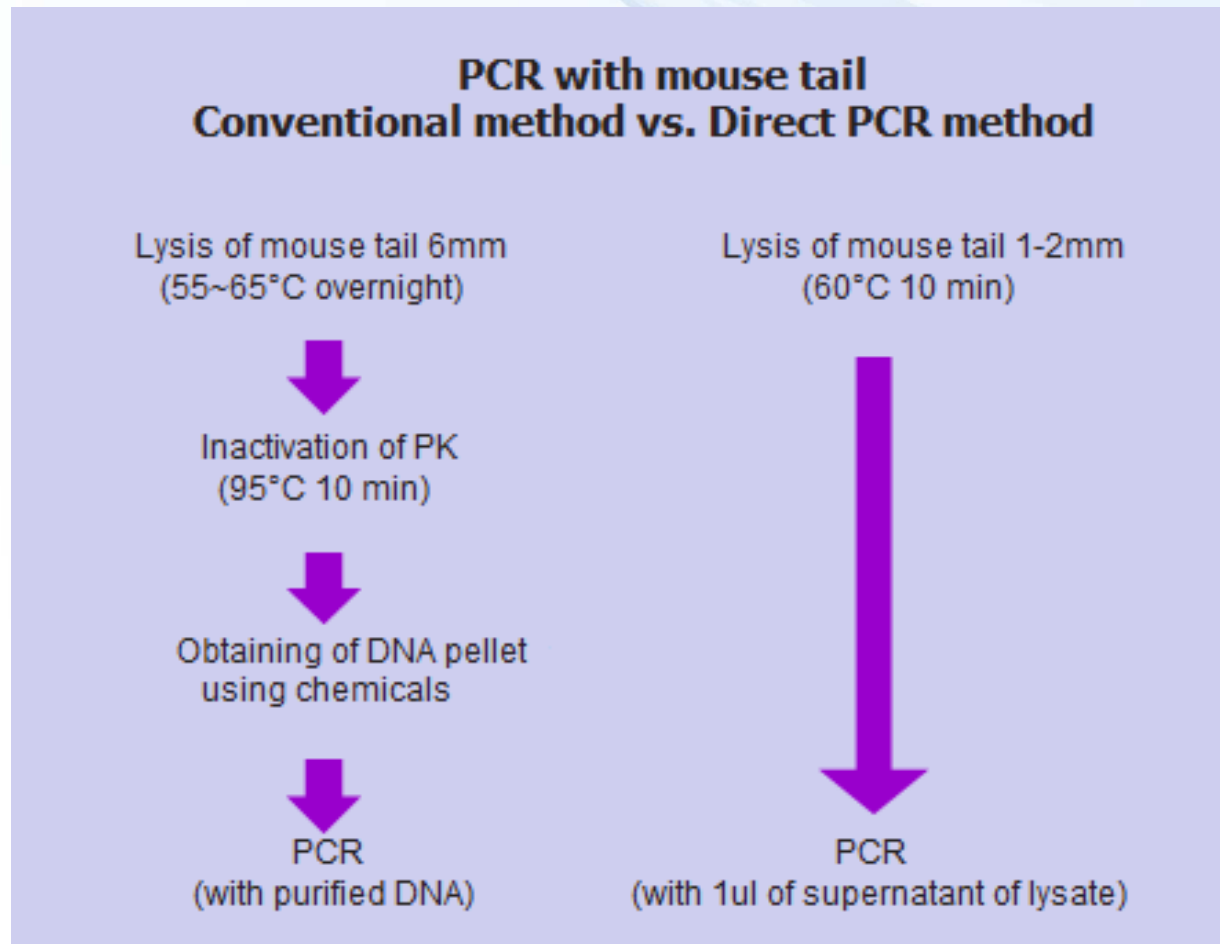 PCR with mouse tail
Conventional method vs. Direct PCR method
Lysis of mouse tail 6mm
(55~65°C overnight)
Inactivation of PK
(95°C 10 min)
Obtaining of DNA pellet
using chemicals
PCR
(with purified DNA)
Lysis of mouse tail 1-2mm
(60°C 10 min)
PCR
(with 1ul of supernatant of lysate)